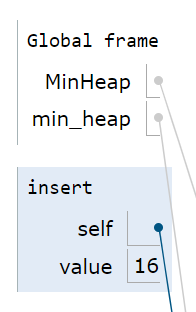 Global frame
MinHeap
min_heap
insert
self
value 16